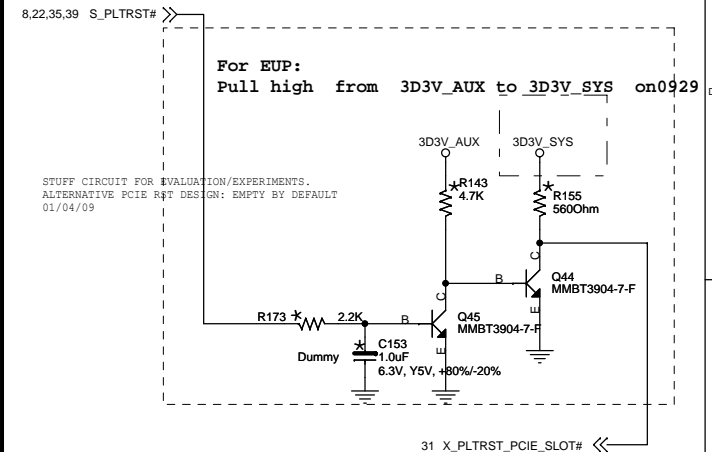 8,22,35,39 S_PLTRST#
For EUP:
Pull high from 3D3V_AUX to 3D3V_SYS on0929
3D3V_AUX
3D3V_SYS
STUFF CIRCUIT FOR EVALUATION/EXPERIMENTS.
ALTERNATIVE PCIE RST DESIGN: EMPTY BY DEFAULT
01/04/09
*R143
4.7K
*R155
560Ohm
C
B
Q44
MMBT3904-7-F
E
R173 * 2.2K
C
B
Q45
MMBT3904-7-F
E
Dummy
* C153
1.0uF
6.3V, Y5V, +80%/-20%
31 X_PLTRST_PCIE_SLOT#